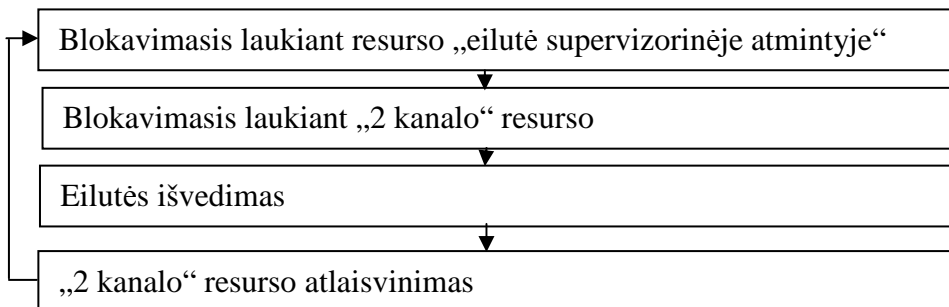 Blokavimasis laukiant resurso „eilutė supervizorinėje atmintyje“
Blokavimasis laukiant „2 kanalo“ resurso
Eilutės išvedimas
„2 kanalo“ resurso atlaisvinimas